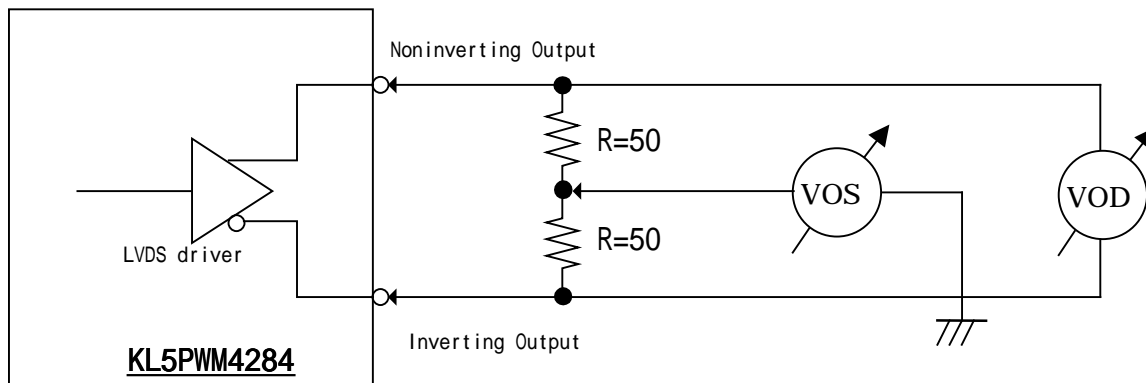 Noninverting Output
R=50
VOS
VOD
R=50
LVDS driver
Inverting Output
KL5PWM4284